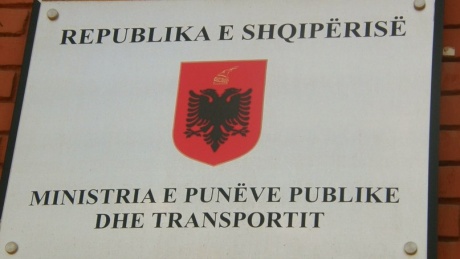 REPUBLIKA E SHQIPËRISË
MINISTRIA E PUNËVE PUBLIKE
DHE TRANSPORTIT